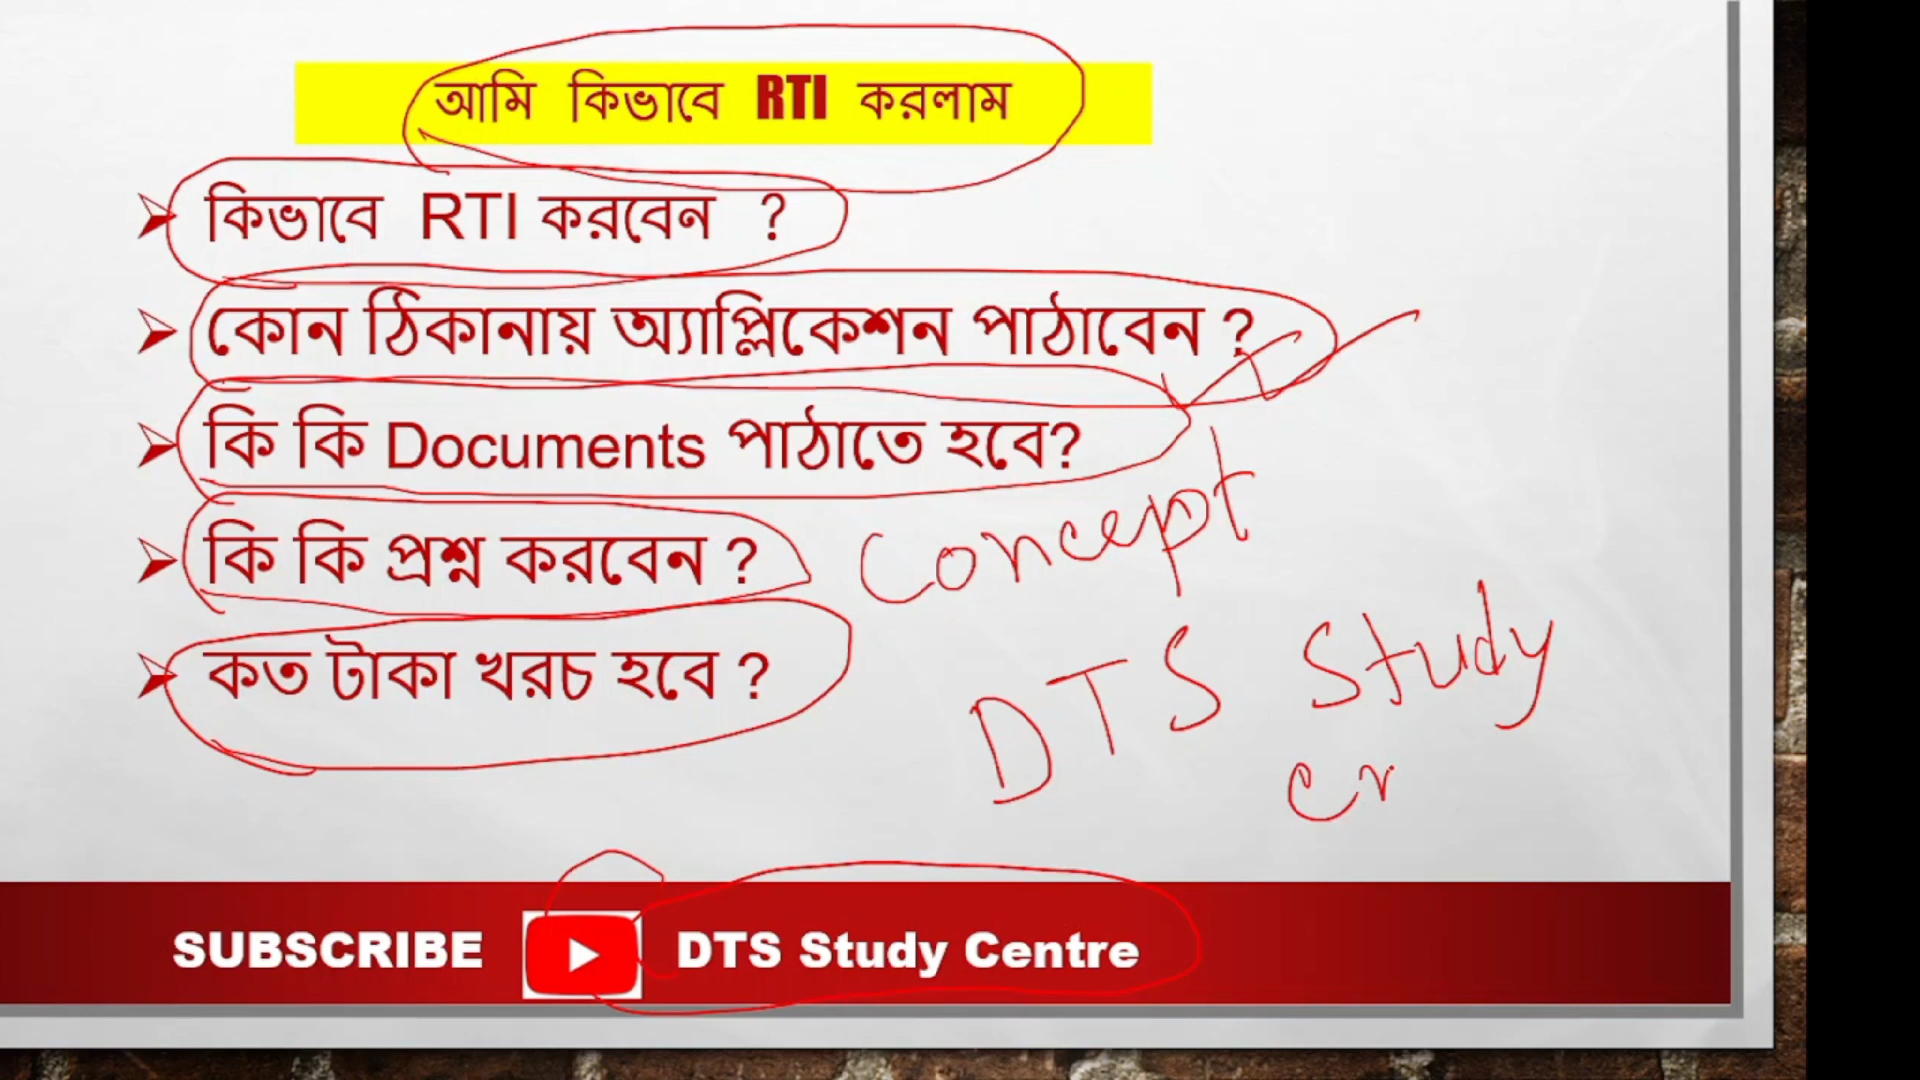 আমি কিভাবে RTI করলাম
➢ কিভাবে RTI করবেন ?
➢ কোন ঠিকানায় অ্যাপ্লিকেশন পাঠাবেন ?
➢ কি কি Documents পাঠাতে হবে?
➢ কি কি প্রশ্ন করবেন ?
Concept
➢ কত টাকা খরচ হবে ?
DTS Study
SUBSCRIBE DTS Study Centre